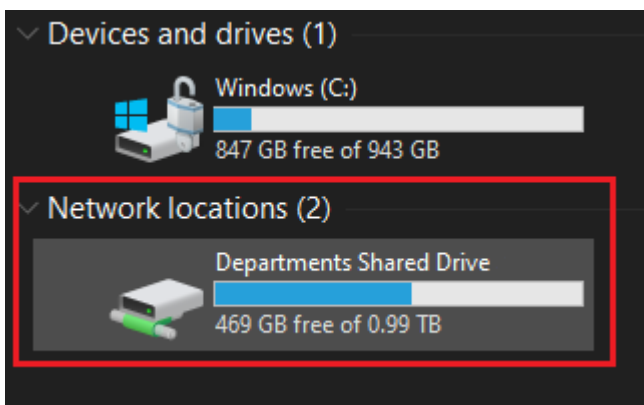 Devices and drives (1)
Windows (C:)
847 GB free of 943 GB
Network locations (2)
Departments Shared Drive
469 GB free of 0.99 TB